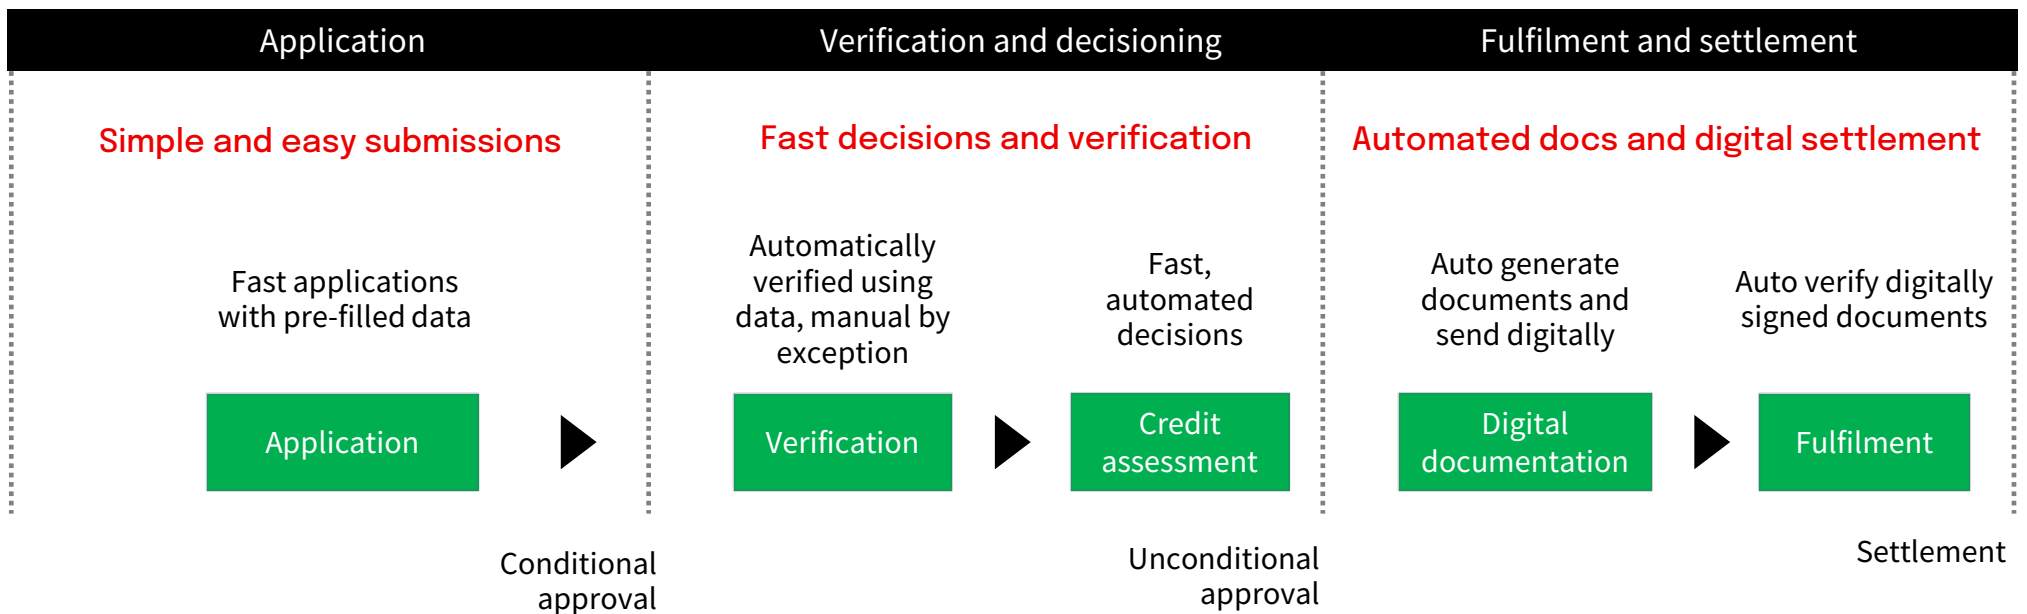 Application
Verification and decisioning
Fulfilment and settlement
Simple and easy submissions
Fast decisions and verification
Automated docs and digital settlement
Fast applications
with pre-filled data
Automatically
verified using
data, manual by
exception
Fast,
automated
decisions
Auto generate
documents and
send digitally
Auto verify digitally
signed documents
Application
Verification
Credit
assessment
Digital
documentation
Fulfilment
Conditional
approval
Unconditional
approval
Settlement